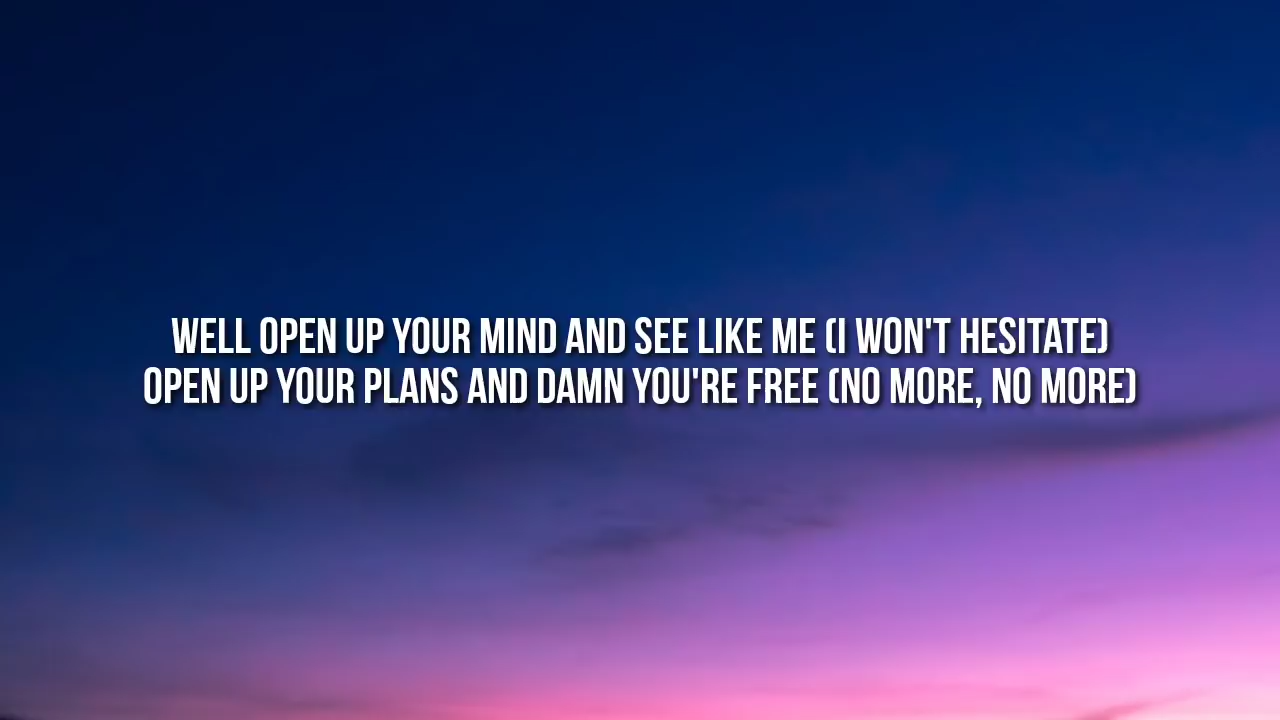 WELL OPEN UP YOUR MIND AND SEE LIKE ME (I WON'T HESITATE)
OPEN UP YOUR PLANS AND DAMN YOU'RE FREE (NO MORE, NO MORE)